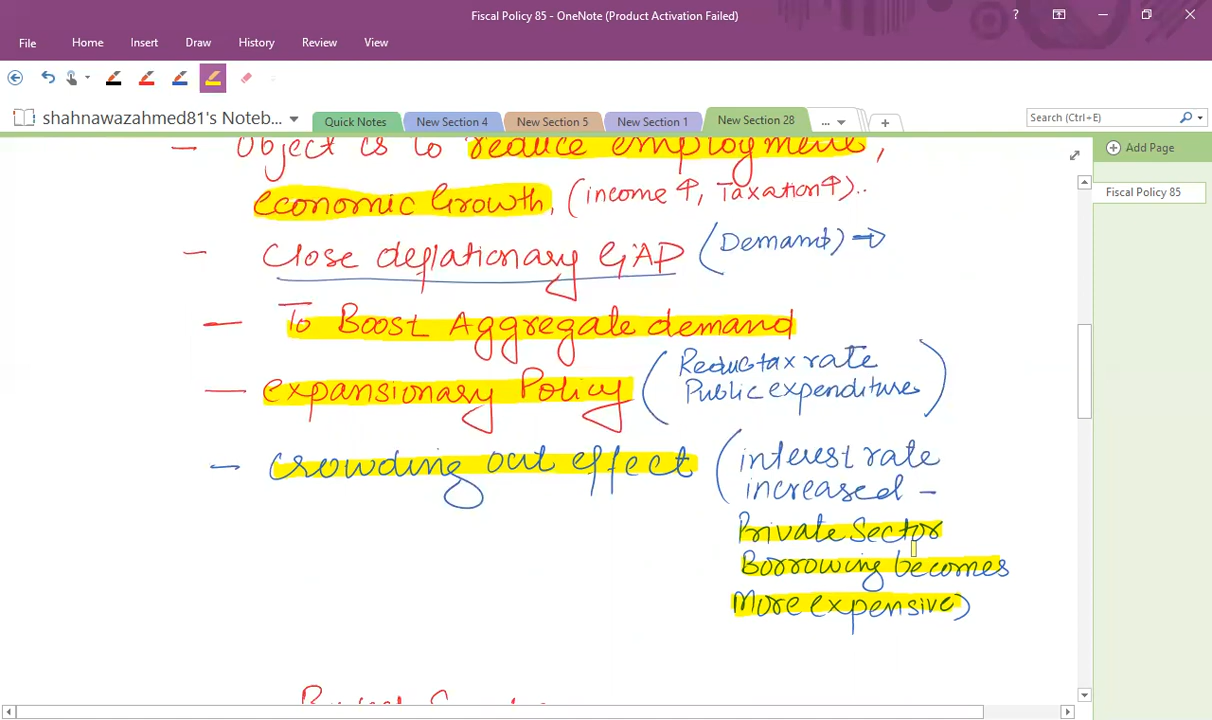 Fiscal Policy 85 - OneNote (Product Activation Failed)
?
File Home Insert Draw History Review View
shahnawazahmed81's Noteb... Quick Notes New Section 4 New Section 5 New Section 1 New Section 28 ... Search (Ctrl+E)
Add Page
Fiscal Policy 85
- Object is to reduce employment,
economic Growth, (income ↑, Taxation ↑)..
- Close deflationary GAP (Demand↓) →
- To Boost Aggregate demand
- expansionary Policy (Reduc tax rate
Public expenditure)
- Crowding out effect (interest rate
increased -
Private Sector
Borrowing becomes
More expensive)